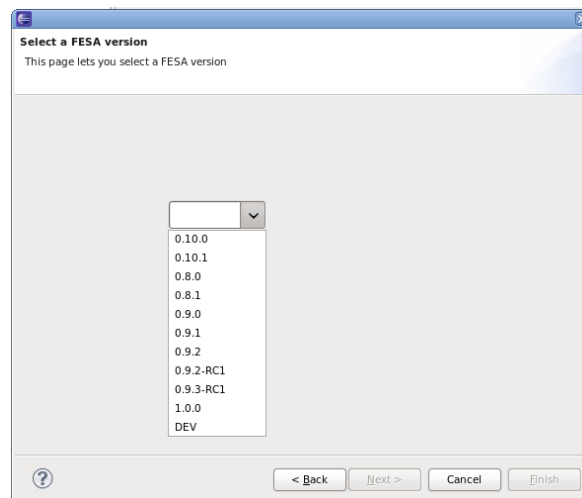 Select a FESA version
This page lets you select a FESA version
0.10.0
0.10.1
0.8.0
0.8.1
0.9.0
0.9.1
0.9.2
0.9.2-RC1
0.9.3-RC1
1.0.0
DEV
?
< Back
Next >
Cancel
Finish